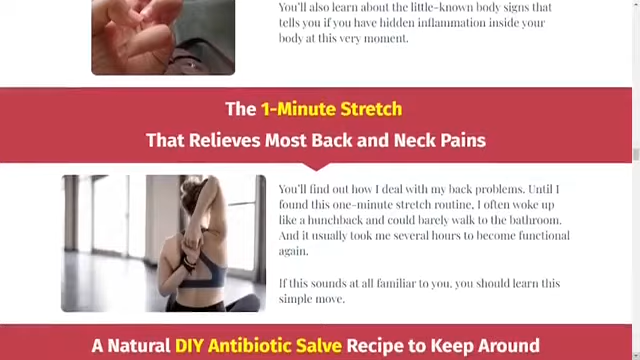 You'll also learn about the little-known body signs that
tells you if you have hidden inflammation inside your
body at this very moment.
The 1-Minute Stretch
That Relieves Most Back and Neck Pains
You'll find out how I deal with my back problems. Until I
found this one-minute stretch routine, I often woke up
like a hunchback and could barely walk to the bathroom.
And it usually took me several hours to become functional
again.
If this sounds at all familiar to you, you should learn this
simple move.
A Natural DIY Antibiotic Salve Recipe to Keep Around